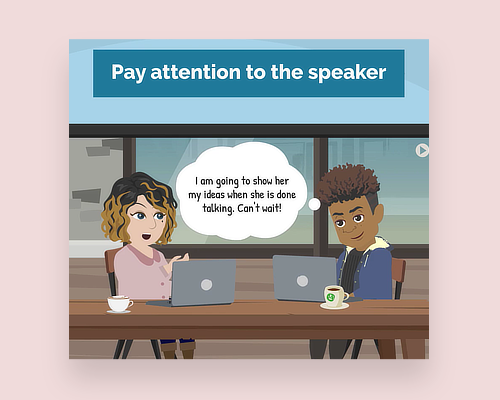 Pay attention to the speaker
I am going to show her
my ideas when she is done
talking. Can't wait!